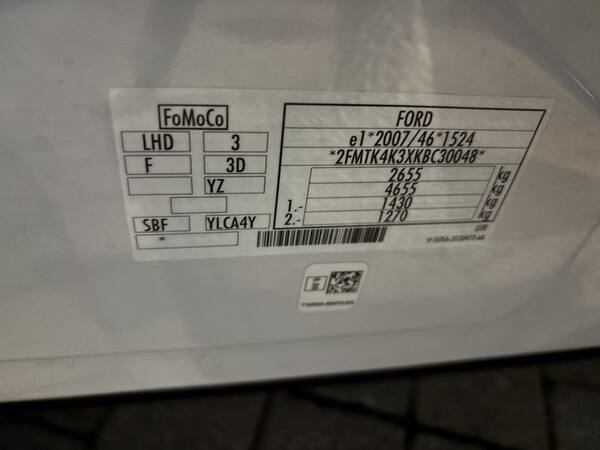 FoMoCo
LHD 3
F 3D
YZ
SBF YLCA4Y
*
FORD
e1*2007/46*1524
*2FMTK4K3XKBC30048*
2655 kg
4655 kg
1.- 1430 kg
2.- 1270 kg